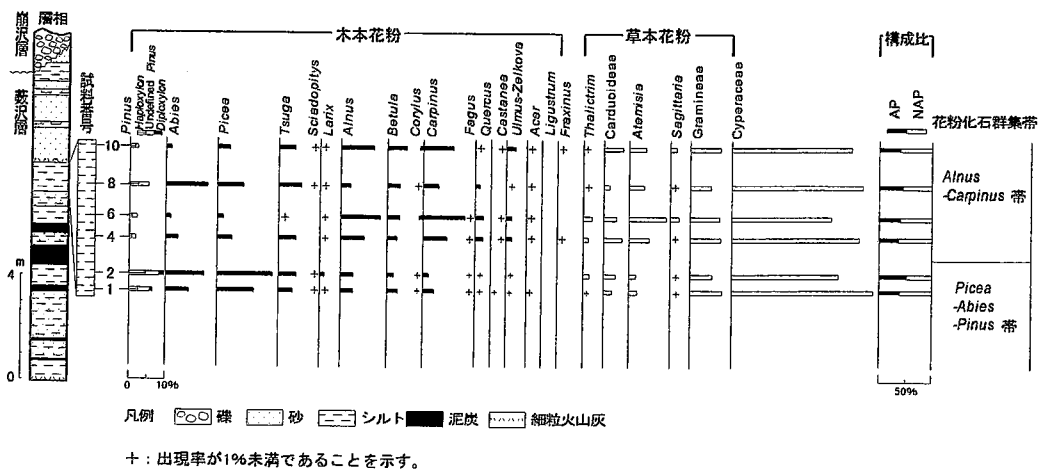 崩沢層
層相
藪沢層
試料番号
木本花粉
草本花粉
構成比
Pinus
Haploxylon
Undefined Pinus
Diploxylon
Abies
Picea
Tsuga
Sciadopitys
Larix
Alnus
Betula
Corylus
Carpinus
Fagus
Quercus
Castanea
Ulmus-Zelkova
Acer
Ligustrum
Fraxinus
Thalictrim
Carduoideae
Atemisia
Sagittaria
Gramineae
Cyperaceae
AP
NAP
花粉化石群集帯
10
8
6
4
2
1
m
4
0
Alnus
-Carpinus 帯
Picea
-Abies
-Pinus 帯
0 10%
50%
凡例 礫 砂 シルト 泥炭 細粒火山灰
+：出現率が1%未満であることを示す。